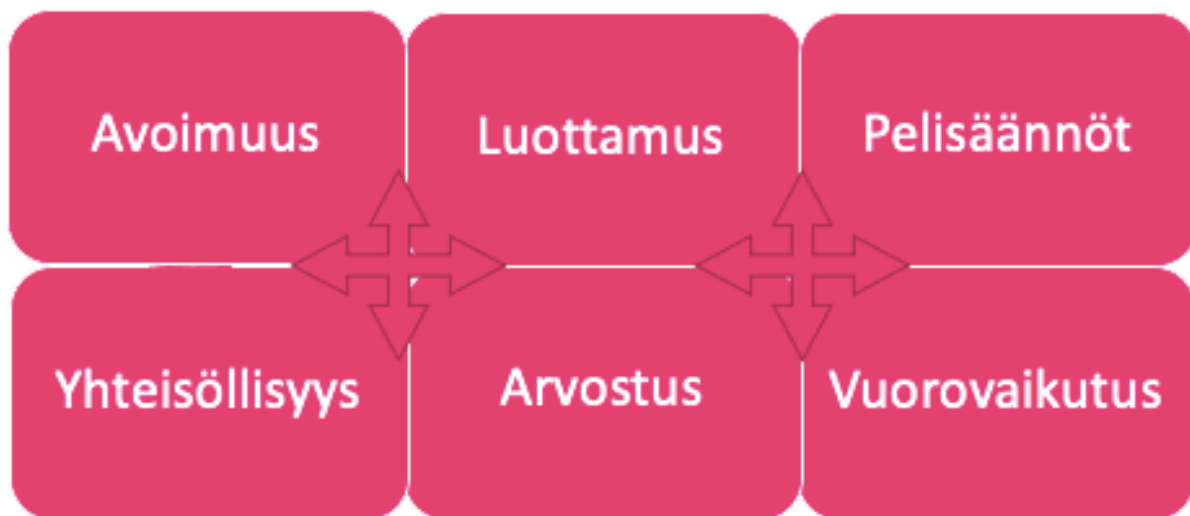 Avoimuus
Luottamus
Pelisäännöt
Yhteisöllisyys
Arvostus
Vuorovaikutus